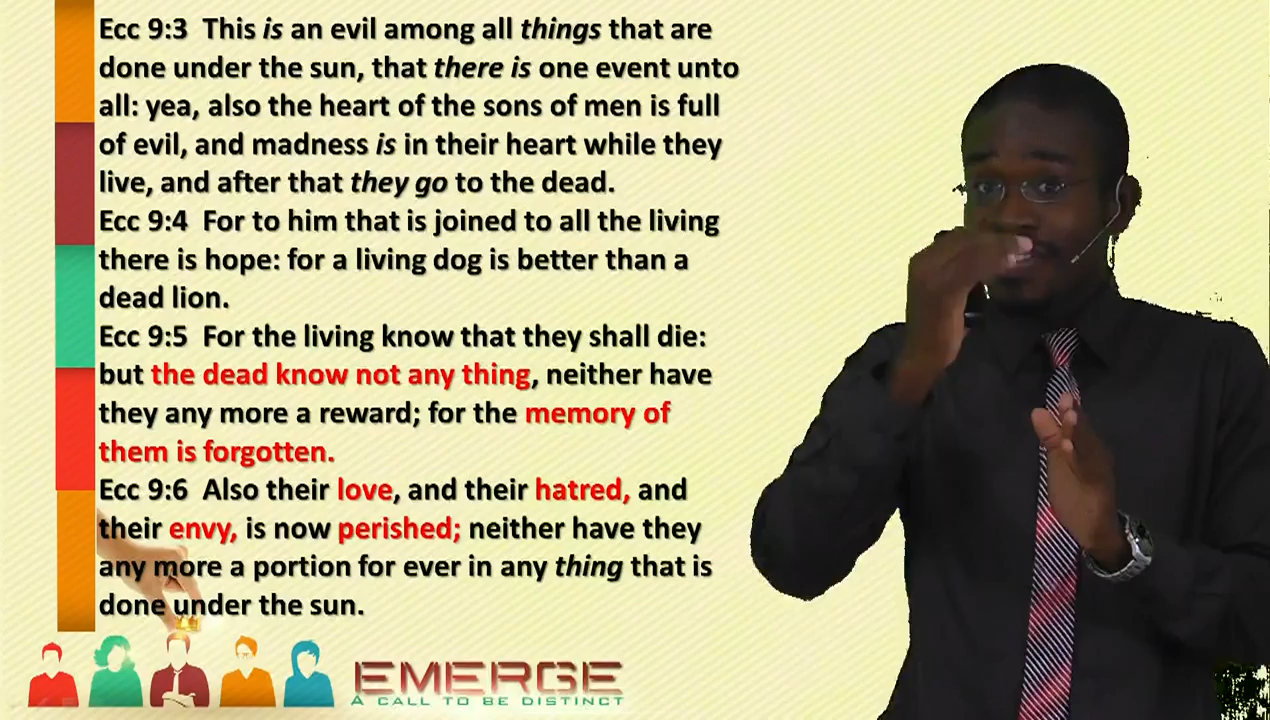 Ecc 9:3 This is an evil among all things that are
done under the sun, that there is one event unto
all: yea, also the heart of the sons of men is full
of evil, and madness is in their heart while they
live, and after that they go to the dead.
Ecc 9:4 For to him that is joined to all the living
there is hope: for a living dog is better than a
dead lion.
Ecc 9:5 For the living know that they shall die:
but the dead know not any thing, neither have
they any more a reward; for the memory of
them is forgotten.
Ecc 9:6 Also their love, and their hatred, and
their envy, is now perished; neither have they
any more a portion for ever in any thing that is
done under the sun.
EMERGE
A CALL TO BE DISTINCT